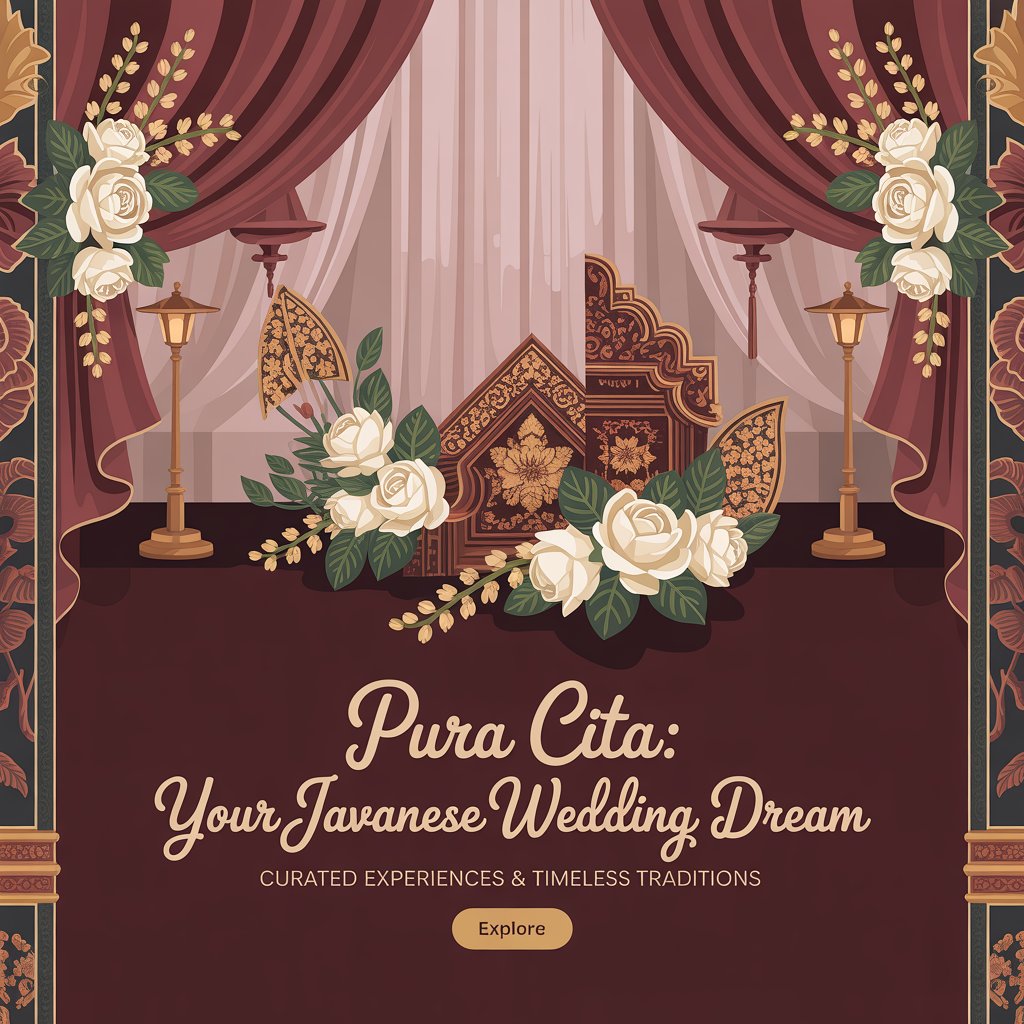 Pura Cita:
Your Javanese Wedding Dream
CURATED EXPERIENCES & TIMELESS TRADITIONS
Explore